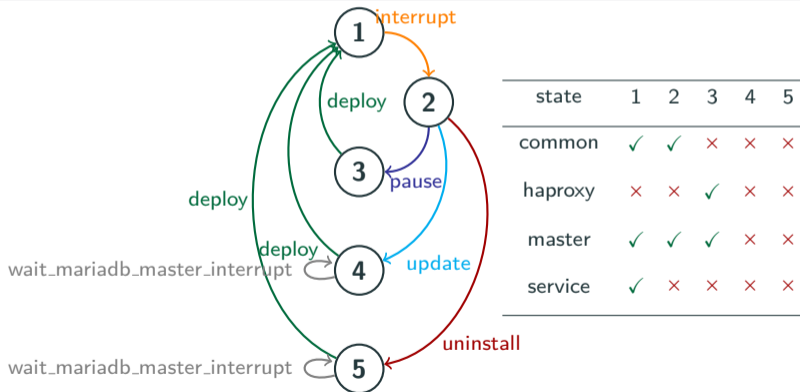 interrupt
1
2
deploy
3
pause
deploy
deploy
wait_mariadb_master_interrupt
4
update
uninstall
wait_mariadb_master_interrupt
5
state 1 2 3 4 5
common ✓ ✓ × × ×
haproxy × × ✓ × ×
master ✓ ✓ ✓ × ×
service ✓ × × × ×